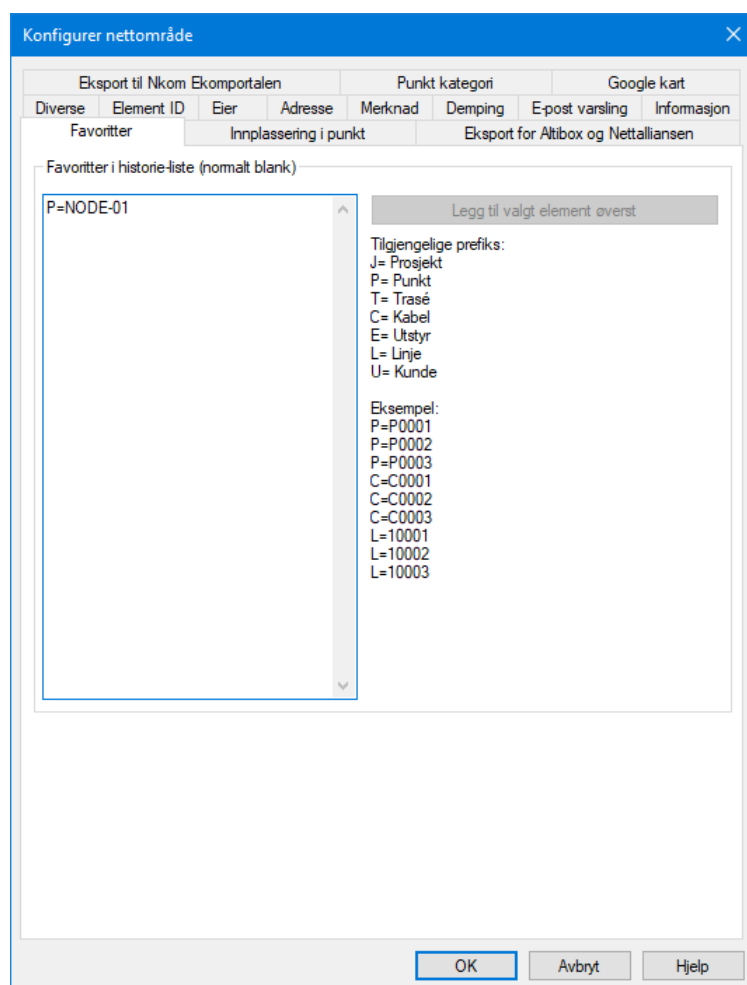 Konfigurer nettområde
Eksport til Nkom Ekomportalen Punkt kategori Google kart
Diverse Element ID Eier Adresse Merknad Demping E-post varsling Informasjon
Favoritter Innplassering i punkt Eksport for Altibox og Nettalliansen
Favoritter i historie-liste (normalt blank)
P=NODE-01
Legg til valgt element øverst
Tilgjengelige prefiks:
J= Prosjekt
P= Punkt
T= Trasé
C= Kabel
E= Utstyr
L= Linje
U= Kunde
Eksempel:
P=P0001
P=P0002
P=P0003
C=C0001
C=C0002
C=C0003
L=10001
L=10002
L=10003
OK Avbryt Hjelp